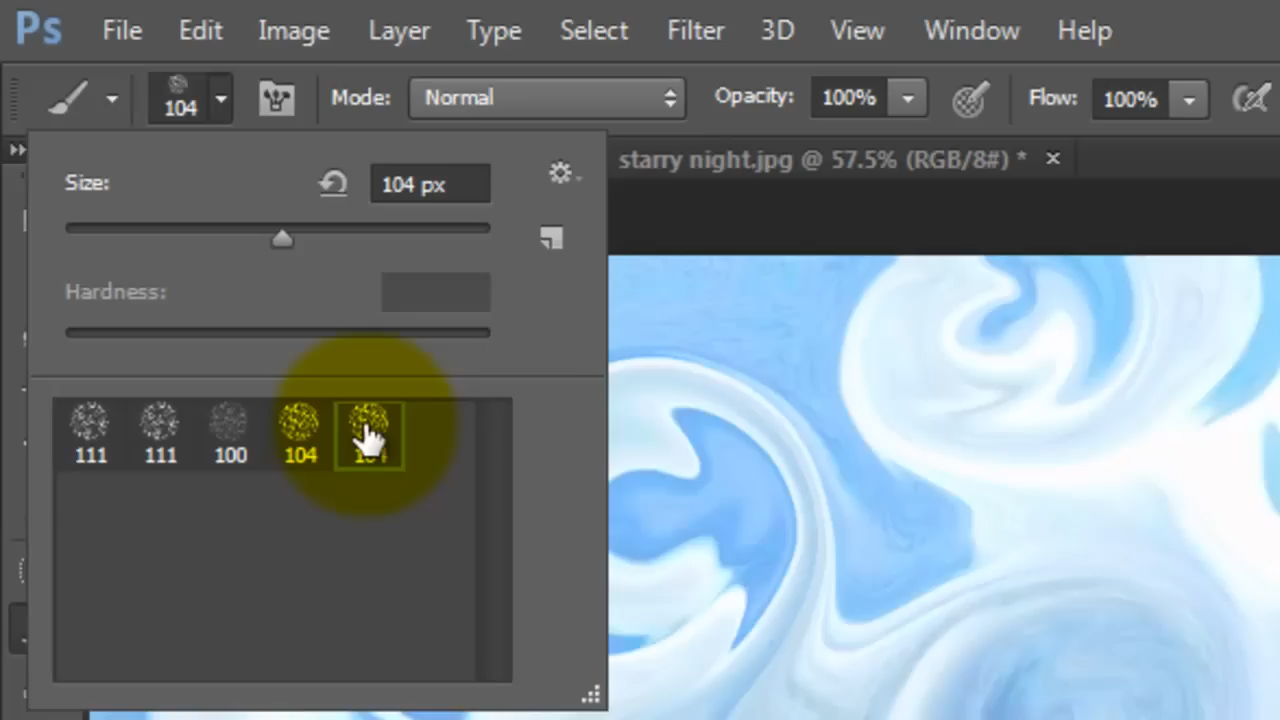 Ps File Edit Image Layer Type Select Filter 3D View Window Help
104 Mode: Normal Opacity: 100% Flow: 100%
starry night.jpg @ 57.5% (RGB/8#) * ×
Size: 104 px
Hardness:
111 111 100 104